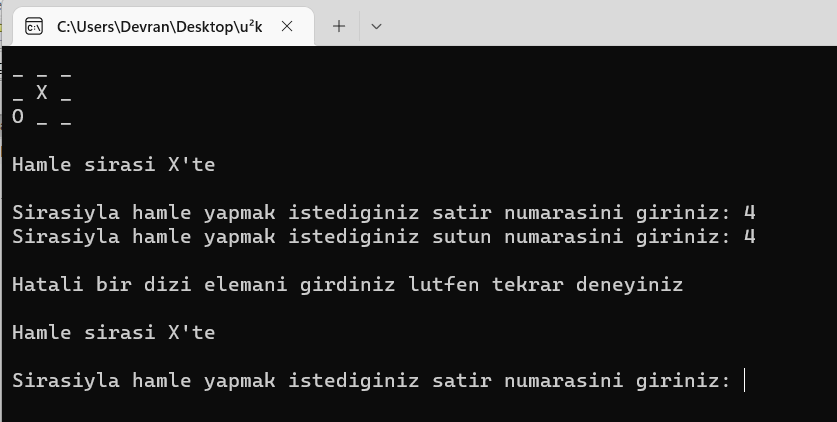 C:\Users\Devran\Desktop\u²k
_ _ _
_ X _
O _ _
Hamle sirasi X'te
Sirasiyla hamle yapmak istediginiz satir numarasini giriniz: 4
Sirasiyla hamle yapmak istediginiz sutun numarasini giriniz: 4
Hatali bir dizi elemani girdiniz lutfen tekrar deneyiniz
Hamle sirasi X'te
Sirasiyla hamle yapmak istediginiz satir numarasini giriniz: